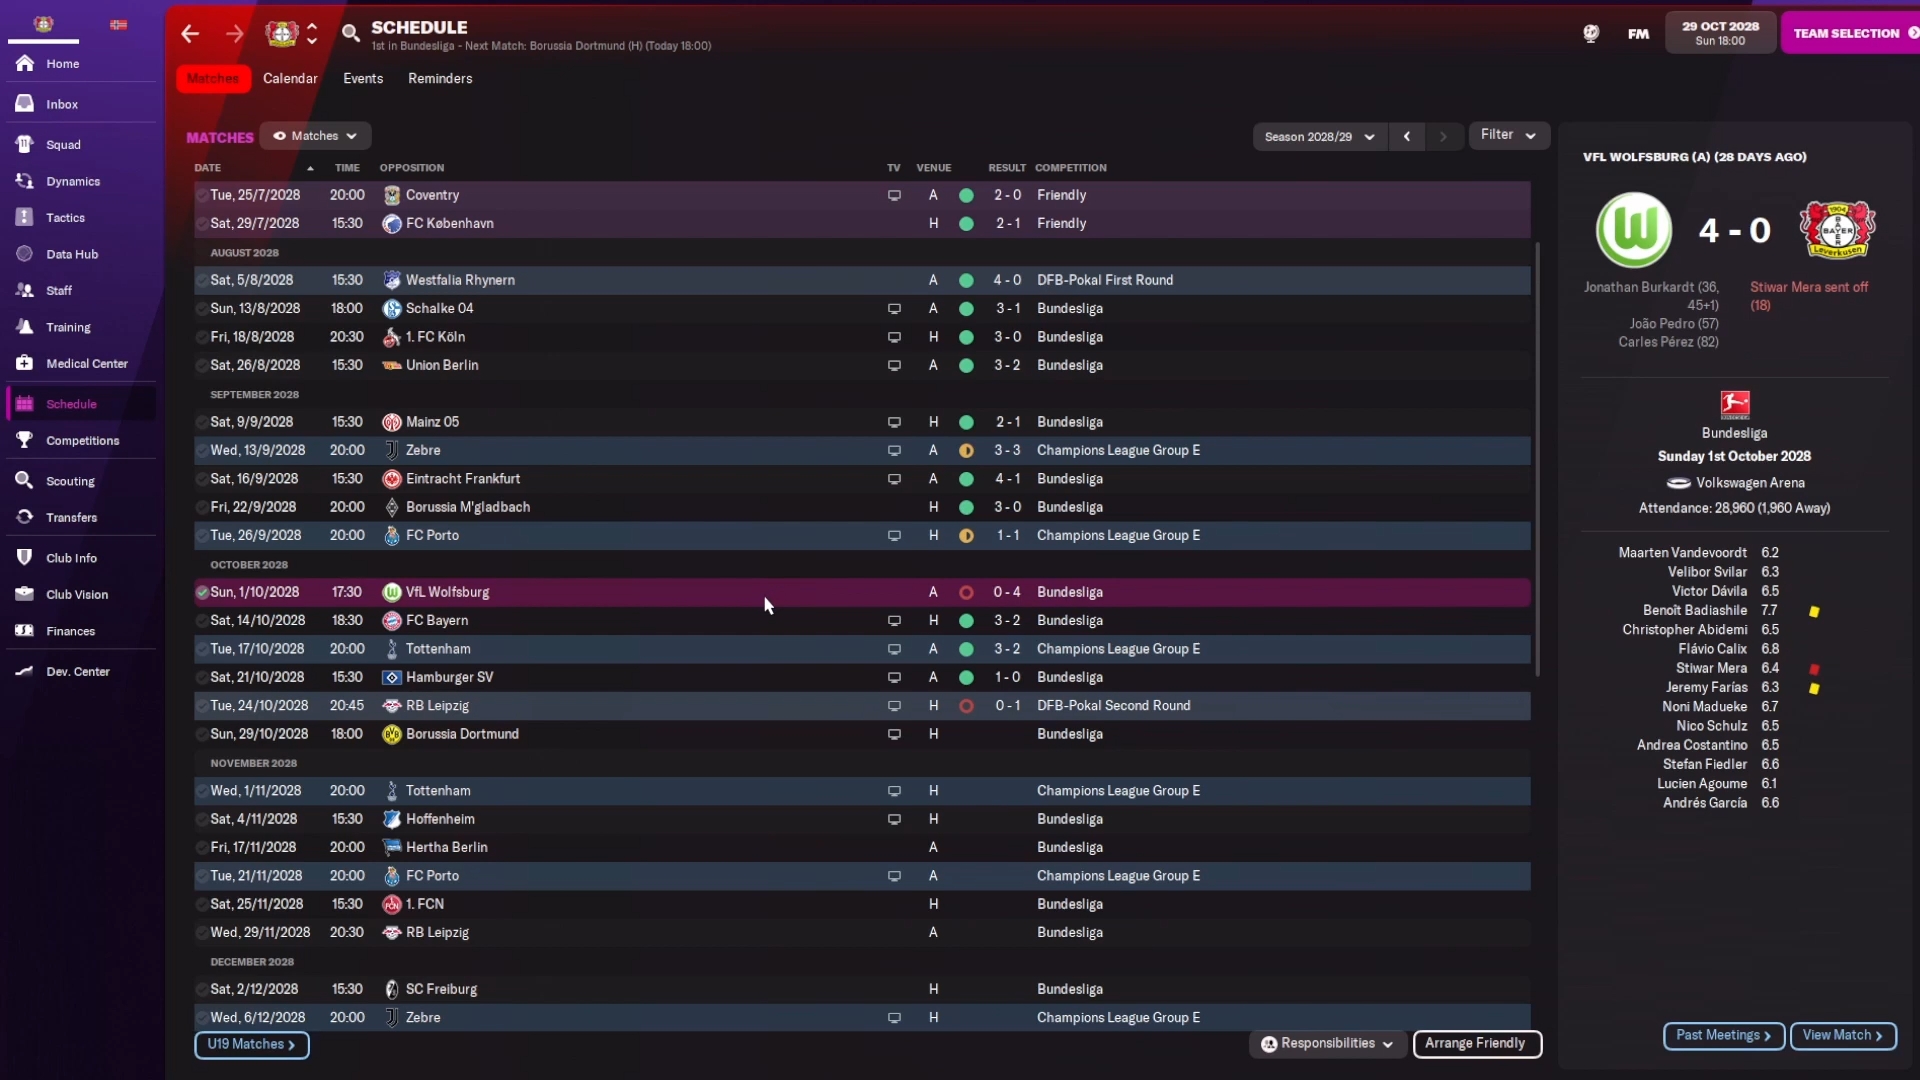 SCHEDULE
1st in Bundesliga - Next Match: Borussia Dortmund (H) (Today 18:00)
FM
29 OCT 2028
Sun 18:00
TEAM SELECTION
Home
Inbox
Squad
Dynamics
Tactics
Data Hub
Staff
Training
Medical Center
Schedule
Competitions
Scouting
Transfers
Club Info
Club Vision
Finances
Dev. Center
Matches Calendar Events Reminders
MATCHES Matches Season 2028/29 Filter
DATE TIME OPPOSITION TV VENUE RESULT COMPETITION
Tue, 25/7/2028 20:00 Coventry A 2 - 0 Friendly
Sat, 29/7/2028 15:30 FC København H 2 - 1 Friendly
AUGUST 2028
Sat, 5/8/2028 15:30 Westfalia Rhynern A 4 - 0 DFB-Pokal First Round
Sun, 13/8/2028 18:00 Schalke 04 A 3 - 1 Bundesliga
Fri, 18/8/2028 20:30 1. FC Köln H 3 - 0 Bundesliga
Sat, 26/8/2028 15:30 Union Berlin A 3 - 2 Bundesliga
SEPTEMBER 2028
Sat, 9/9/2028 15:30 Mainz 05 H 2 - 1 Bundesliga
Wed, 13/9/2028 20:00 Zebre A 3 - 3 Champions League Group E
Sat, 16/9/2028 15:30 Eintracht Frankfurt A 4 - 1 Bundesliga
Fri, 22/9/2028 20:00 Borussia M'gladbach H 3 - 0 Bundesliga
Tue, 26/9/2028 20:00 FC Porto H 1 - 1 Champions League Group E
OCTOBER 2028
Sun, 1/10/2028 17:30 VfL Wolfsburg A 0 - 4 Bundesliga
Sat, 14/10/2028 18:30 FC Bayern H 3 - 2 Bundesliga
Tue, 17/10/2028 20:00 Tottenham A 3 - 2 Champions League Group E
Sat, 21/10/2028 15:30 Hamburger SV A 1 - 0 Bundesliga
Tue, 24/10/2028 20:45 RB Leipzig H 0 - 1 DFB-Pokal Second Round
Sun, 29/10/2028 18:00 Borussia Dortmund H Bundesliga
NOVEMBER 2028
Wed, 1/11/2028 20:00 Tottenham H Champions League Group E
Sat, 4/11/2028 15:30 Hoffenheim H Bundesliga
Fri, 17/11/2028 20:00 Hertha Berlin A Bundesliga
Tue, 21/11/2028 20:00 FC Porto A Champions League Group E
Sat, 25/11/2028 15:30 1. FCN H Bundesliga
Wed, 29/11/2028 20:30 RB Leipzig A Bundesliga
DECEMBER 2028
Sat, 2/12/2028 15:30 SC Freiburg H Bundesliga
Wed, 6/12/2028 20:00 Zebre H Champions League Group E
U19 Matches
Responsibilities
Arrange Friendly
VFL WOLFSBURG (A) (28 DAYS AGO)
4 - 0
Jonathan Burkardt (36,
45+1)
João Pedro (57)
Carles Pérez (82)
Stiwar Mera sent off
(18)
Bundesliga
Sunday 1st October 2028
Volkswagen Arena
Attendance: 28,960 (1,960 Away)
Maarten Vandevoordt 6.2
Velibor Svilar 6.3
Victor Dávila 6.5
Benoît Badiashile 7.7
Christopher Abidemi 6.5
Flávio Calix 6.8
Stiwar Mera 6.4
Jeremy Farías 6.3
Noni Madueke 6.7
Nico Schulz 6.5
Andrea Costantino 6.5
Stefan Fiedler 6.6
Lucien Agoume 6.1
Andrés García 6.6
Past Meetings
View Match